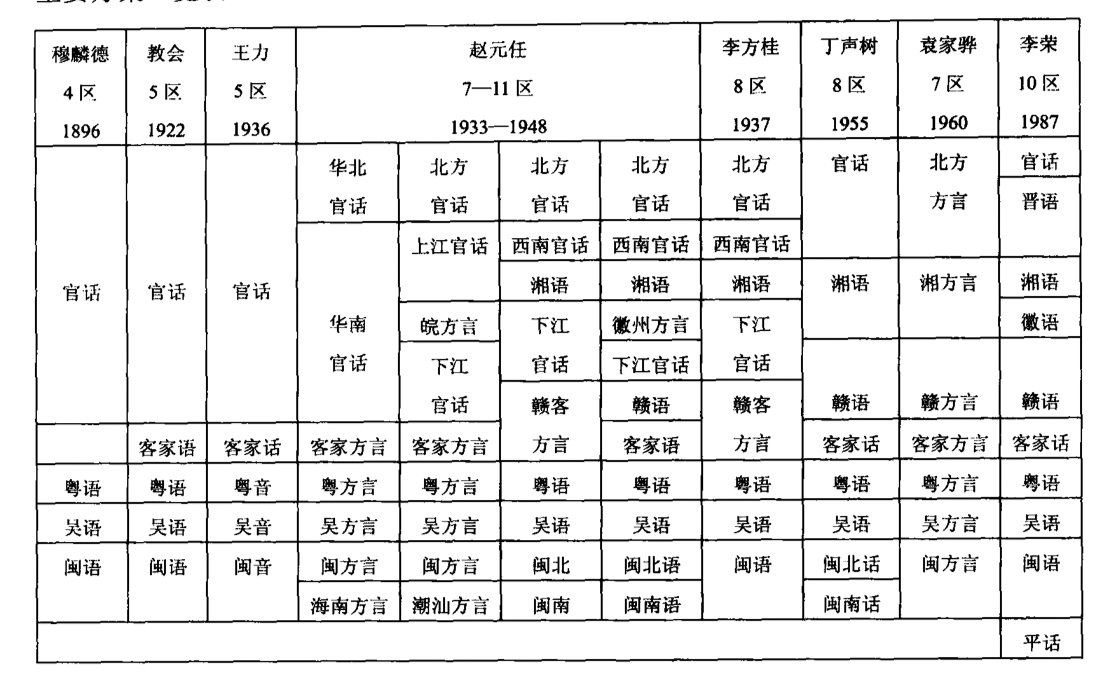 穆麟德 教会 王力 赵元任 李方桂 丁声树 袁家骅 李荣
4区 5区 5区 7—11区 8区 8区 7区 10区
1896 1922 1936 1933—1948 1937 1955 1960 1987
华北 北方 北方 北方 北方 官话 北方 官话
官话 官话 官话 官话 官话 方言 晋语
上江官话 西南官话 西南官话 西南官话
官话 官话 官话 湘语 湘语 湘语 湘语 湘方言 湘语
华南 皖方言 下江 徽州方言 下江 徽语
官话 下江 官话 下江官话 官话
官话 赣客 赣语 赣客 赣语 赣方言 赣语
客家语 客家话 客家方言 客家方言 方言 客家语 方言 客家话 客家方言 客家话
粤语 粤语 粤音 粤方言 粤方言 粤语 粤语 粤语 粤语 粤方言 粤语
吴语 吴语 吴音 吴方言 吴方言 吴语 吴语 吴语 吴语 吴方言 吴语
闽语 闽语 闽音 闽方言 闽方言 闽北 闽北语 闽语 闽北话 闽方言 闽语
海南方言 潮汕方言 闽南 闽南语 闽南话
平话